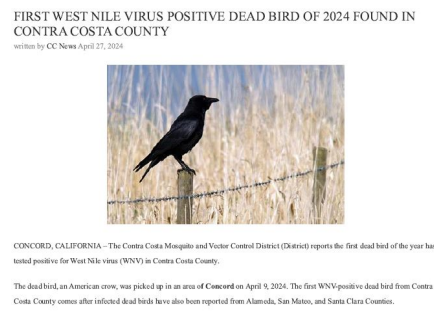 FIRST WEST NILE VIRUS POSITIVE DEAD BIRD OF 2024 FOUND IN
CONTRA COSTA COUNTY
written by CC News April 27, 2024
CONCORD, CALIFORNIA – The Contra Costa Mosquito and Vector Control District (District) reports the first dead bird of the year has
tested positive for West Nile virus (WNV) in Contra Costa County.
The dead bird, an American crow, was picked up in an area of Concord on April 9, 2024. The first WNV-positive dead bird from Contra
Costa County comes after infected dead birds have also been reported from Alameda, San Mateo, and Santa Clara Counties.